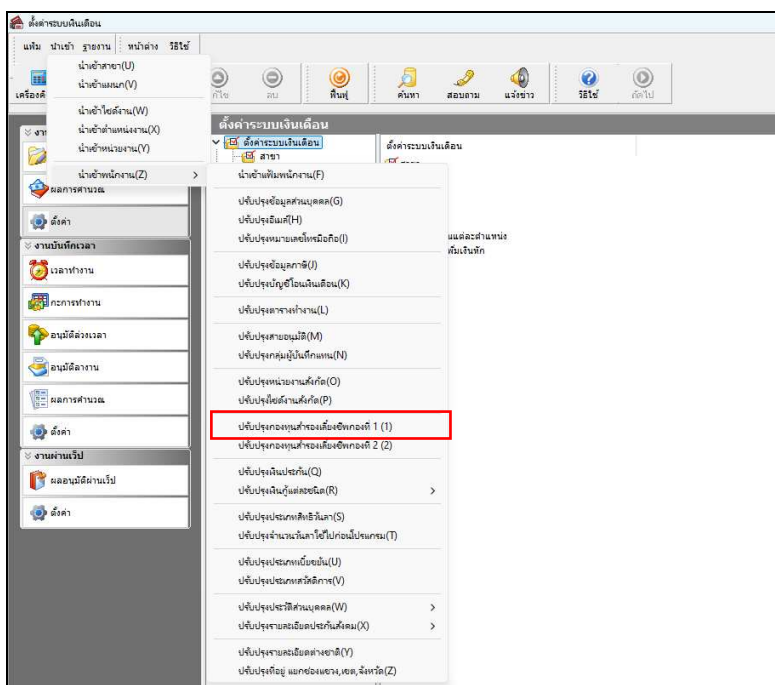 ตั้งค่าระบบเงินเดือน
แฟ้ม นำเข้า รายงาน หน้าต่าง วิธีใช้
นำเข้าสาขา(U)
นำเข้าแผนก(V)
นำเข้าไซต์งาน(W)
นำเข้าตำแหน่งงาน(X)
นำเข้าหน่วยงาน(Y)
นำเข้าพนักงาน(Z)
ลบ ฟื้นฟู ค้นหา สอบถาม แจ้งข่าว วิธีใช้ ถัดไป
ตั้งค่าระบบเงินเดือน
ตั้งค่าระบบเงินเดือน
สาขา
ตั้งค่าระบบเงินเดือน
ผลการคำนวณ
ตั้งค่า
งานบันทึกเวลา
เวลาทำงาน
กะการทำงาน
อนุมัติล่วงเวลา
อนุมัติลางาน
ผลการคำนวณ
ตั้งค่า
งานผ่านเว็ป
ผลอนุมัติผ่านเว็ป
ตั้งค่า
นำเข้าแฟ้มพนักงาน(F)
ปรับปรุงข้อมูลส่วนบุคคล(G)
ปรับปรุงอีเมล์(H)
ปรับปรุงหมายเลขโทรมือถือ(I)
ปรับปรุงข้อมูลภาษี(J)
ปรับปรุงบัญชีโอนเงินเดือน(K)
ปรับปรุงตารางทำงาน(L)
ปรับปรุงสายอนุมัติ(M)
ปรับปรุงกลุ่มผู้บันทึกแทน(N)
ปรับปรุงหน่วยงานสังกัด(O)
ปรับปรุงไซต์งานสังกัด(P)
ปรับปรุงกองทุนสำรองเลี้ยงชีพกองที่ 1 (1)
ปรับปรุงกองทุนสำรองเลี้ยงชีพกองที่ 2 (2)
ปรับปรุงเงินประกัน(Q)
ปรับปรุงเงินกู้แต่ละชนิด(R)
ปรับปรุงประเภทสิทธิวันลา(S)
ปรับปรุงจำนวนวันลาใช้ไปก่อนโปรแกรม(T)
ปรับปรุงประเภทเบี้ยขยัน(U)
ปรับปรุงประเภทสวัสดิการ(V)
ปรับปรุงประวัติส่วนบุคคล(W)
ปรับปรุงรายละเอียดประกันสังคม(X)
ปรับปรุงรายละเอียดต่างชาติ(Y)
ปรับปรุงที่อยู่ แยกช่องแขวง,เขต,จังหวัด(Z)